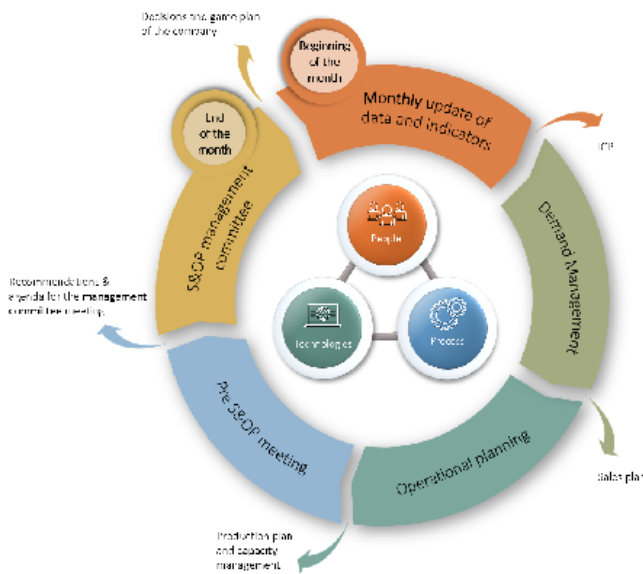 Decisions and game plan
of the company
Beginning
of the
month
Monthly update of
data and indicators
End
of the
month
S&OP management
committee
People
Technologies
Process
Demand Management
Recommendations &
agenda for the management
committee meeting
Pre S&OP meeting
Operational planning
Sales plan
Production plan
and capacity
management